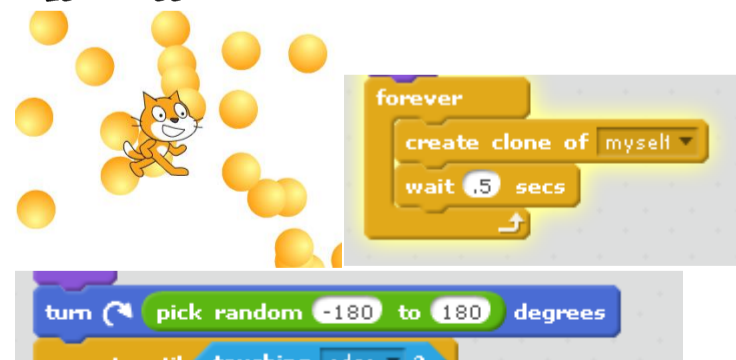 forever
create clone of myself
wait .5 secs
turn pick random -180 to 180 degrees